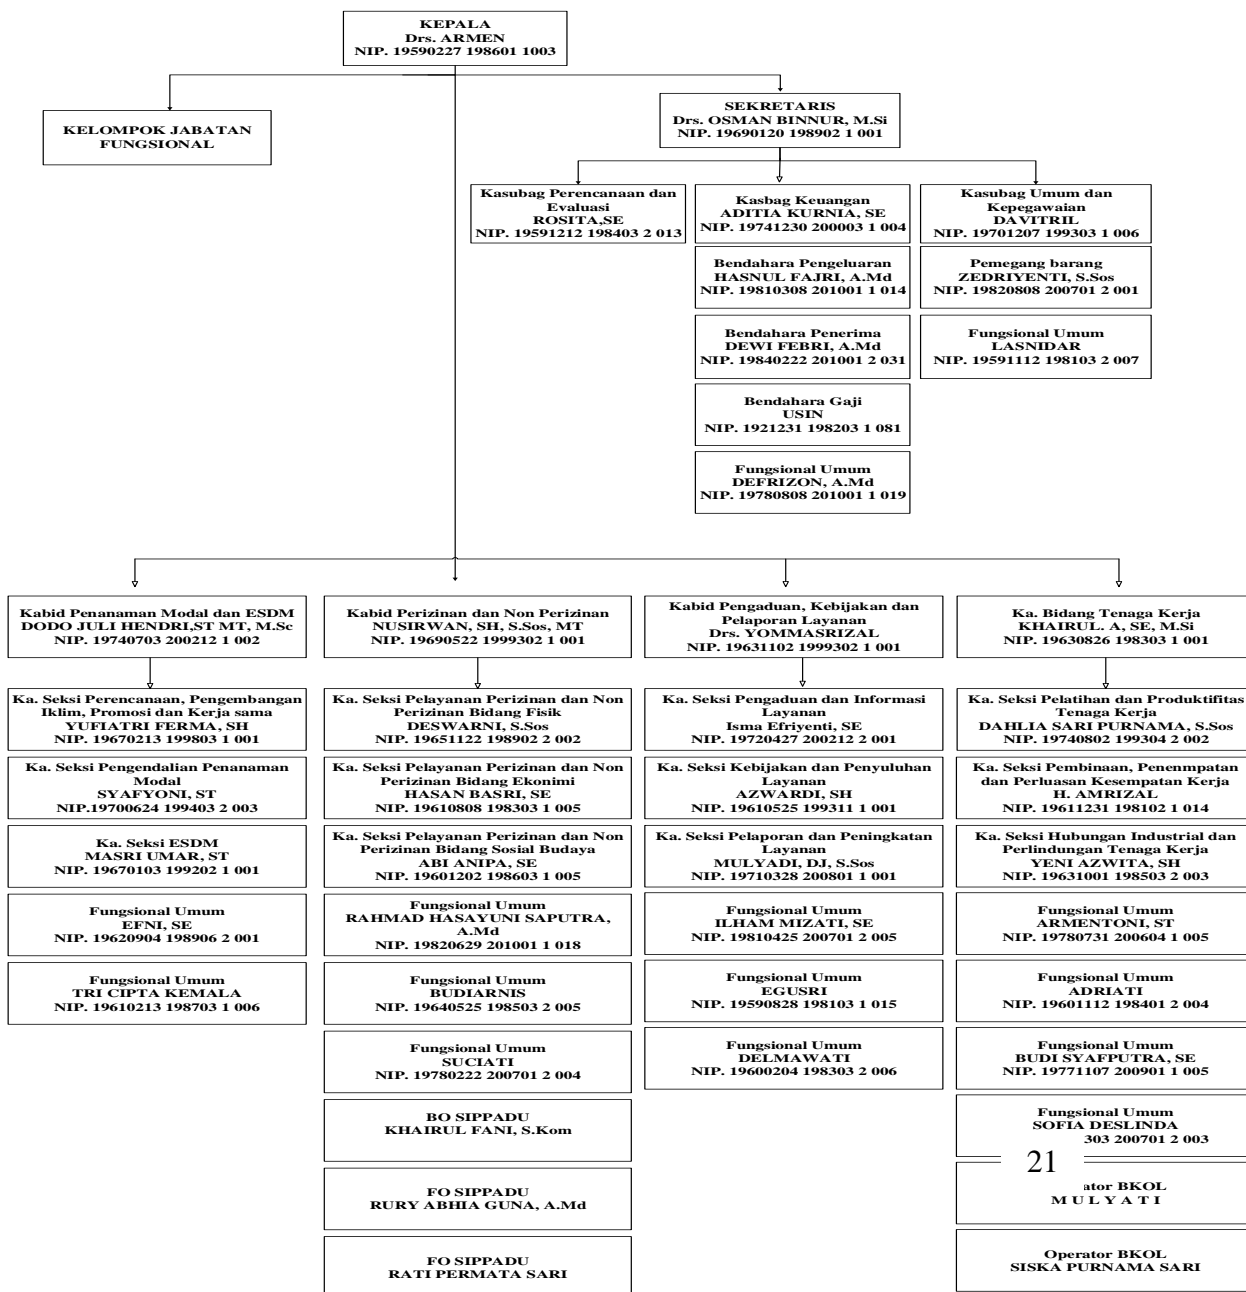 KEPALA
Drs. ARMEN
NIP. 19590227 198601 1003
KELOMPOK JABATAN
FUNGSIONAL
SEKRETARIS
Drs. OSMAN BINNUR, M.Si
NIP. 19690120 198902 1 001
Kasubag Perencanaan dan
Evaluasi
ROSITA,SE
NIP. 19591212 198403 2 013
Kasbag Keuangan
ADITIA KURNIA, SE
NIP. 19741230 200003 1 004
Bendahara Pengeluaran
HASNUL FAJRI, A.Md
NIP. 19810308 201001 1 014
Bendahara Penerima
DEWI FEBRI, A.Md
NIP. 19840222 201001 2 031
Bendahara Gaji
USIN
NIP. 1921231 198203 1 081
Fungsional Umum
DEFRIZON, A.Md
NIP. 19780808 201001 1 019
Kasubag Umum dan
Kepegawaian
DAVITRIL
NIP. 19701207 199303 1 006
Pemegang barang
ZEDRIYENTI, S.Sos
NIP. 19820808 200701 2 001
Fungsional Umum
LASNIDAR
NIP. 19591112 198103 2 007
Kabid Penanaman Modal dan ESDM
DODO JULI HENDRI,ST MT, M.Sc
NIP. 19740703 200212 1 002
Ka. Seksi Perencanaan, Pengembangan
Iklim, Promosi dan Kerja sama
YUFIATRI FERMA, SH
NIP. 19670213 199803 1 001
Ka. Seksi Pengendalian Penanaman
Modal
SYAFYONI, ST
NIP.19700624 199403 2 003
Ka. Seksi ESDM
MASRI UMAR, ST
NIP. 19670103 199202 1 001
Fungsional Umum
EFNI, SE
NIP. 19620904 198906 2 001
Fungsional Umum
TRI CIPTA KEMALA
NIP. 19610213 198703 1 006
Kabid Perizinan dan Non Perizinan
NUSIRWAN, SH, S.Sos, MT
NIP. 19690522 1999302 1 001
Ka. Seksi Pelayanan Perizinan dan Non
Perizinan Bidang Fisik
DESWARNI, S.Sos
NIP. 19651122 198902 2 002
Ka. Seksi Pelayanan Perizinan dan Non
Perizinan Bidang Ekonimi
HASAN BASRI, SE
NIP. 19610808 198303 1 005
Ka. Seksi Pelayanan Perizinan dan Non
Perizinan Bidang Sosial Budaya
ABI ANIPA, SE
NIP. 19601202 198603 1 005
Fungsional Umum
RAHMAD HASAYUNI SAPUTRA,
A.Md
NIP. 19820629 201001 1 018
Fungsional Umum
BUDIARNIS
NIP. 19640525 198503 2 005
Fungsional Umum
SUCIATI
NIP. 19780222 200701 2 004
BO SIPPADU
KHAIRUL FANI, S.Kom
FO SIPPADU
RURY ABHIA GUNA, A.Md
FO SIPPADU
RATI PERMATA SARI
Kabid Pengaduan, Kebijakan dan
Pelaporan Layanan
Drs. YOMMASRIZAL
NIP. 19631102 1999302 1 001
Ka. Seksi Pengaduan dan Informasi
Layanan
Isma Efriyenti, SE
NIP. 19720427 200212 2 001
Ka. Seksi Kebijakan dan Penyuluhan
Layanan
AZWARDI, SH
NIP. 19610525 199311 1 001
Ka. Seksi Pelaporan dan Peningkatan
Layanan
MULYADI, DJ, S.Sos
NIP. 19710328 200801 1 001
Fungsional Umum
ILHAM MIZATI, SE
NIP. 19810425 200701 2 005
Fungsional Umum
EGUSRI
NIP. 19590828 198103 1 015
Fungsional Umum
DELMAWATI
NIP. 19600204 198303 2 006
Ka. Bidang Tenaga Kerja
KHAIRUL. A, SE, M.Si
NIP. 19630826 198303 1 001
Ka. Seksi Pelatihan dan Produktifitas
Tenaga Kerja
DAHLIA SARI PURNAMA, S.Sos
NIP. 19740802 199304 2 002
Ka. Seksi Pembinaan, Penenmpatan
dan Perluasan Kesempatan Kerja
H. AMRIZAL
NIP. 19611231 198102 1 014
Ka. Seksi Hubungan Industrial dan
Perlindungan Tenaga Kerja
YENI AZWITA, SH
NIP. 19631001 198503 2 003
Fungsional Umum
ARMENTONI, ST
NIP. 19780731 200604 1 005
Fungsional Umum
ADRIATI
NIP. 19601112 198401 2 004
Fungsional Umum
BUDI SYAFPUTRA, SE
NIP. 19771107 200901 1 005
Fungsional Umum
SOFIA DESLINDA
303 200701 2 003
21
ator BKOL
M U L Y A T I
Operator BKOL
SISKA PURNAMA SARI